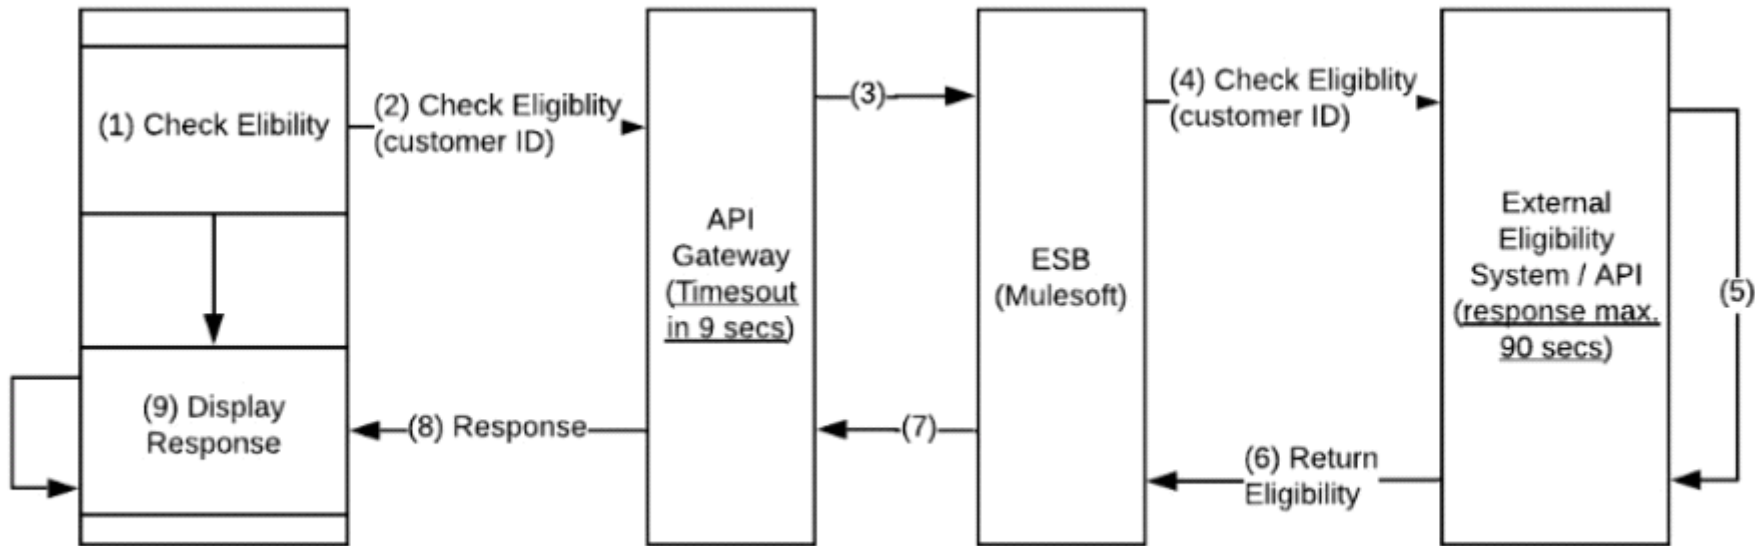 (1) Check Elibility
(2) Check Eligiblity
(customer ID)
(3)
(4) Check Eligiblity
(customer ID)
API
Gateway
(Timesout
in 9 secs)
ESB
(Mulesoft)
External
Eligibility
System / API
(response max.
90 secs)
(5)
(6) Return
Eligibility
(7)
(8) Response
(9) Display
Response